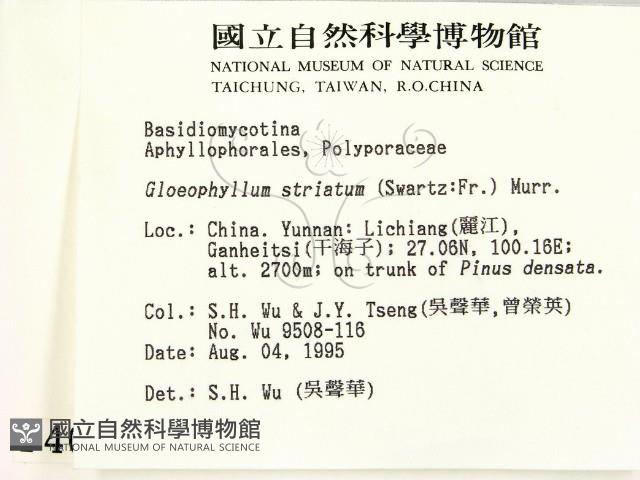 國立自然科學博物館
NATIONAL MUSEUM OF NATURAL SCIENCE
TAICHUNG, TAIWAN, R.O.CHINA
Basidiomycotina
Aphyllophorales, Polyporaceae
Gloeophyllum striatum (Swartz:Fr.) Murr.
Loc.: China. Yunnan: Lichiang(麗江),
Ganheitsi(干海子); 27.06N, 100.16E;
alt. 2700m; on trunk of Pinus densata.
Col.: S.H. Wu & J.Y. Tseng(吳聲華,曾榮英)
No. Wu 9508-116
Date: Aug. 04, 1995
Det.: S.H. Wu (吳聲華)
國立自然科學博物館
NATIONAL MUSEUM OF NATURAL SCIENCE